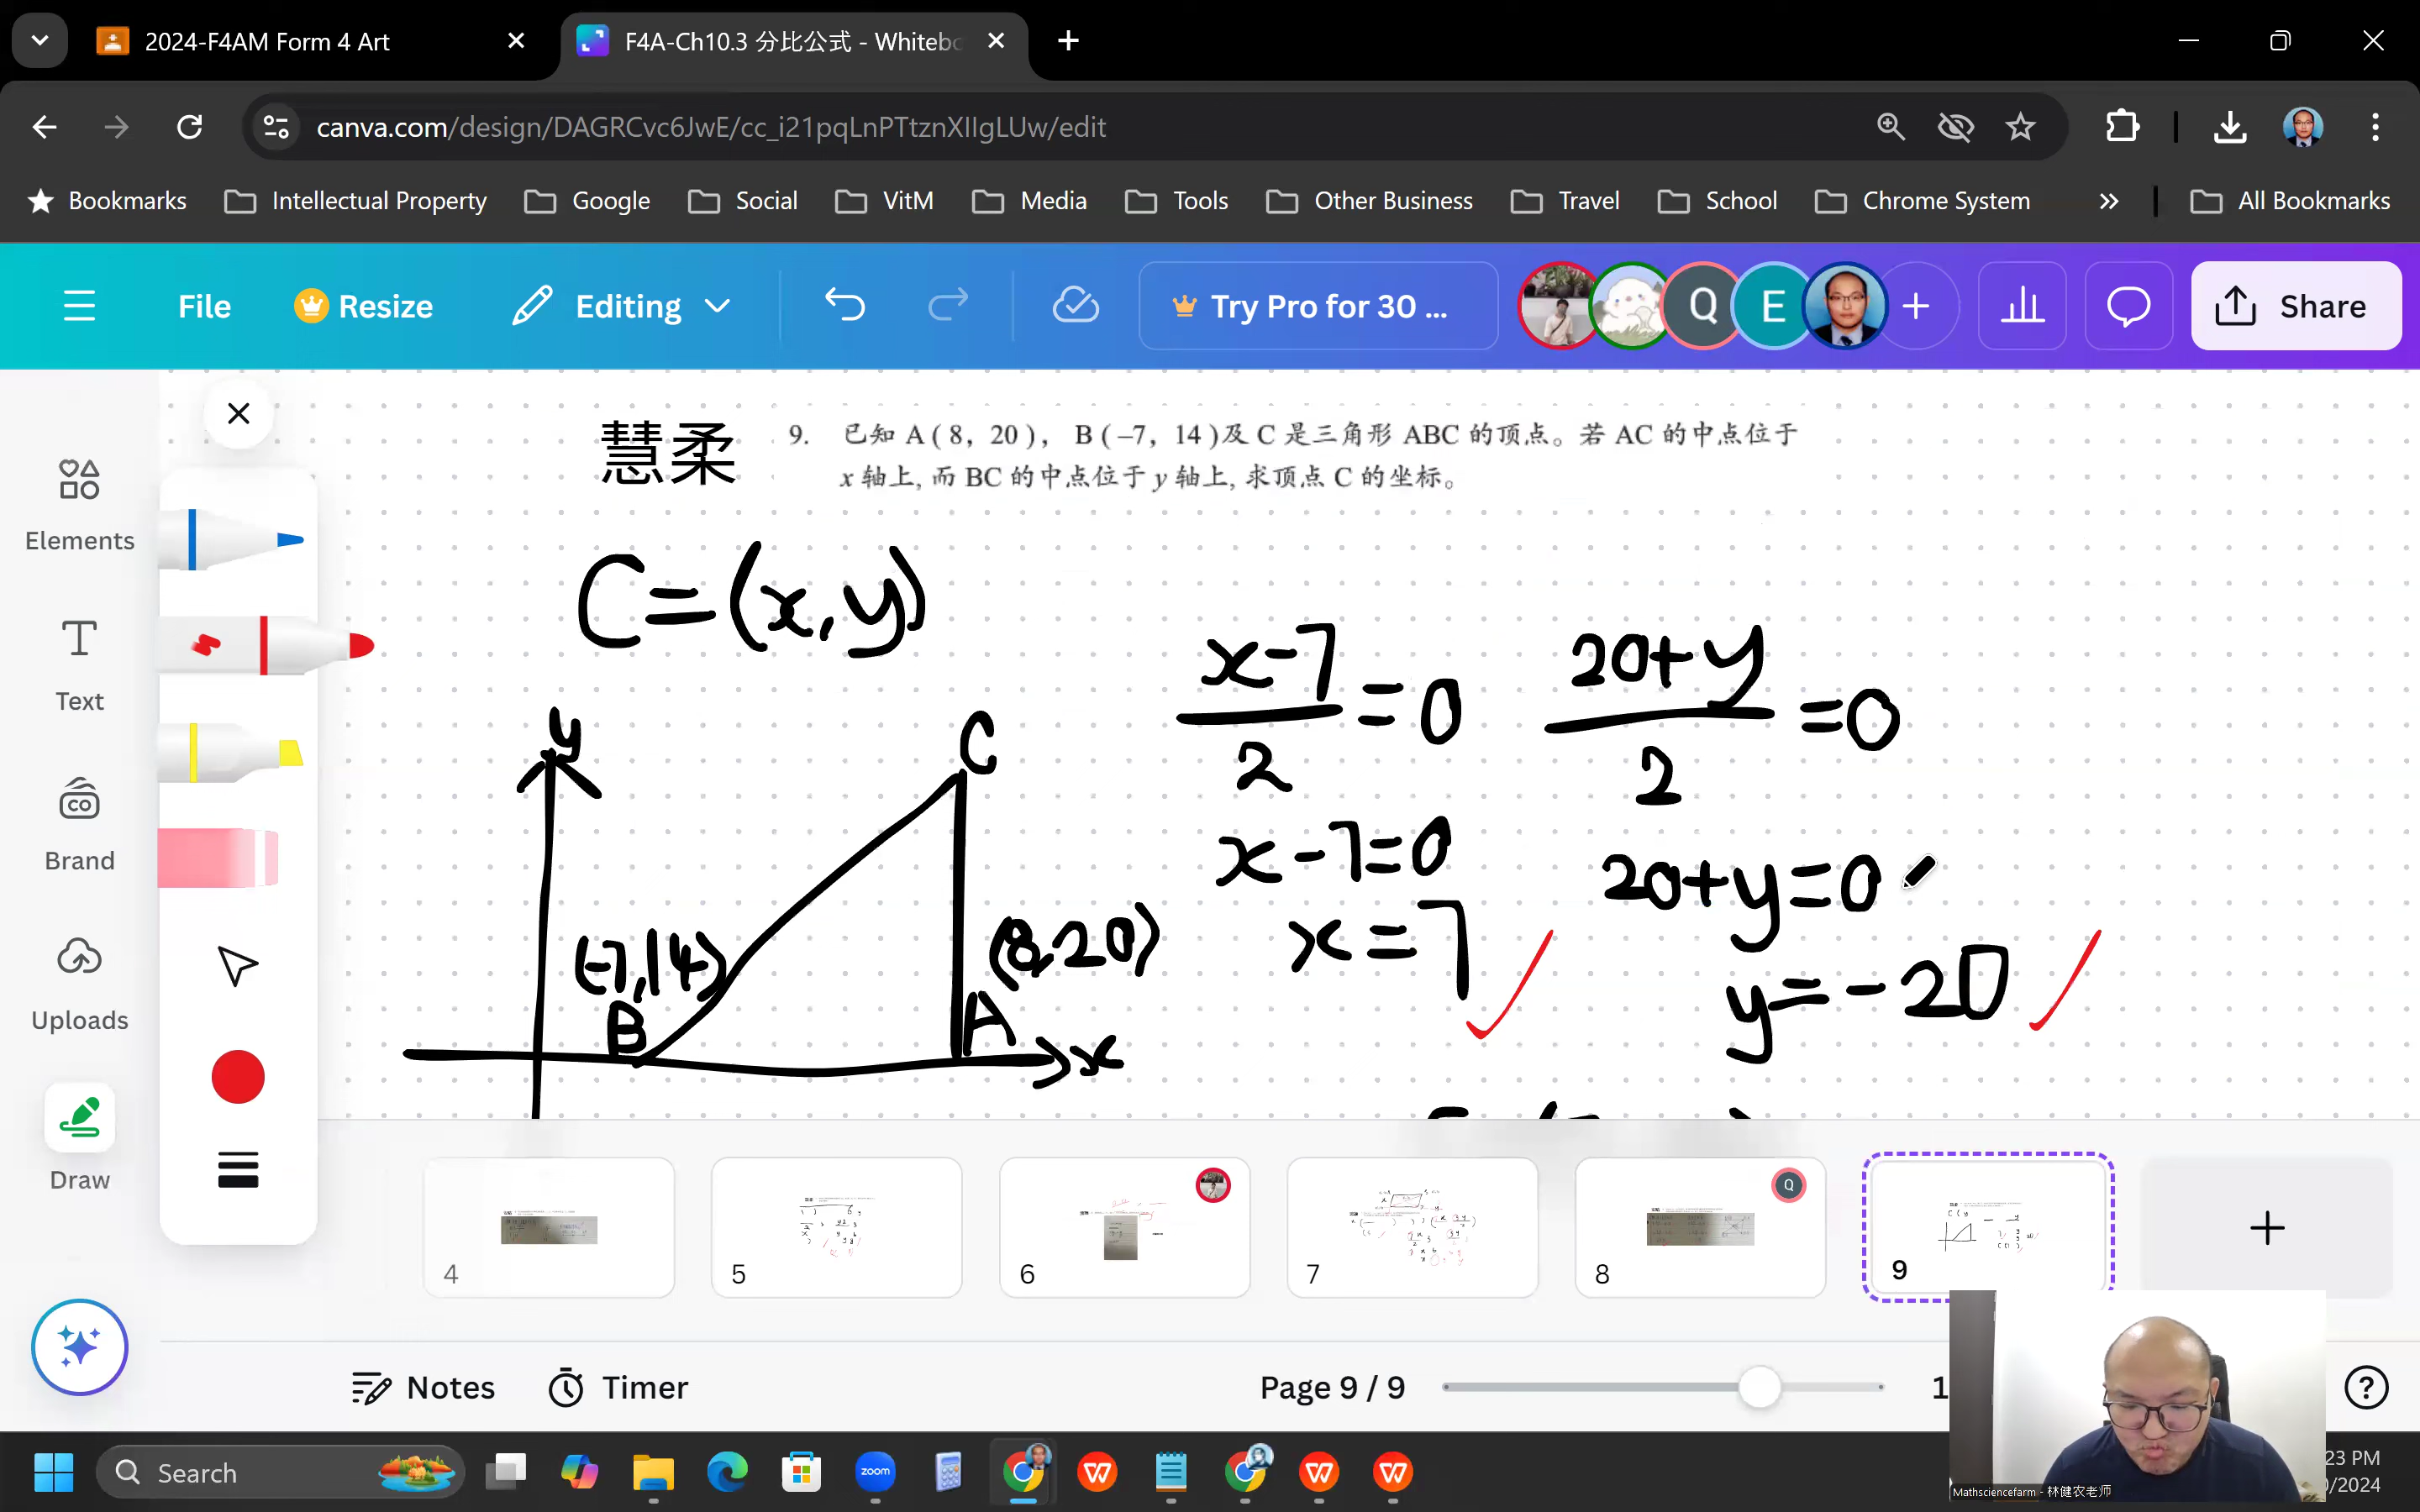 2024-F4AM Form 4 Art
F4A-Ch10.3 分比公式 - Whitebo
canva.com/design/DAGRCvc6JwE/cc_i21pqLnPTtznXIIgLUw/edit
Bookmarks Intellectual Property Google Social VitM Media Tools Other Business Travel School Chrome System All Bookmarks
File Resize Editing Try Pro for 30 ... Q E Share
慧柔 9. 已知 A ( 8, 20 ), B ( –7, 14 )及 C 是三角形 ABC 的顶点。若 AC 的中点位于
x 轴上, 而 BC 的中点位于 y 轴上, 求顶点 C 的坐标。
Elements
Text
Brand
Uploads
Draw
C=(x,y)
y
C
(-7,14)
(8,20)
B
A
x
x-7/2=0
x-7=0
x=7
20+y/2=0
20+y=0
y=-20
4 5 6 7 8 9
Q
Notes Timer Page 9 / 9 1
Search
zoom
23 PM
/2024
Mathsciencefarm - 林健农老师